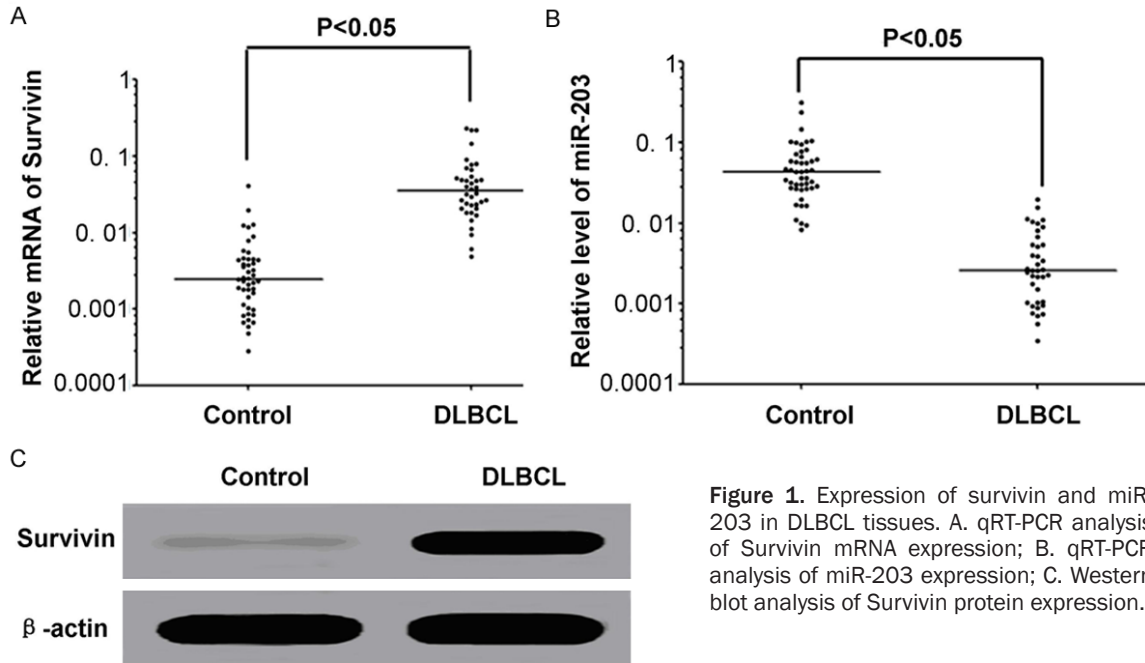 A
P<0.05
Relative mRNA of Survivin
1
0. 1
0. 01
0.001
0.0001
Control DLBCL
B
P<0.05
Relative level of miR-203
1
0. 1
0.01
0.001
0.0001
Control DLBCL
C
Control DLBCL
Survivin
β-actin
Figure 1. Expression of survivin and miR-
203 in DLBCL tissues. A. qRT-PCR analysis
of Survivin mRNA expression; B. qRT-PCR
analysis of miR-203 expression; C. Western
blot analysis of Survivin protein expression.